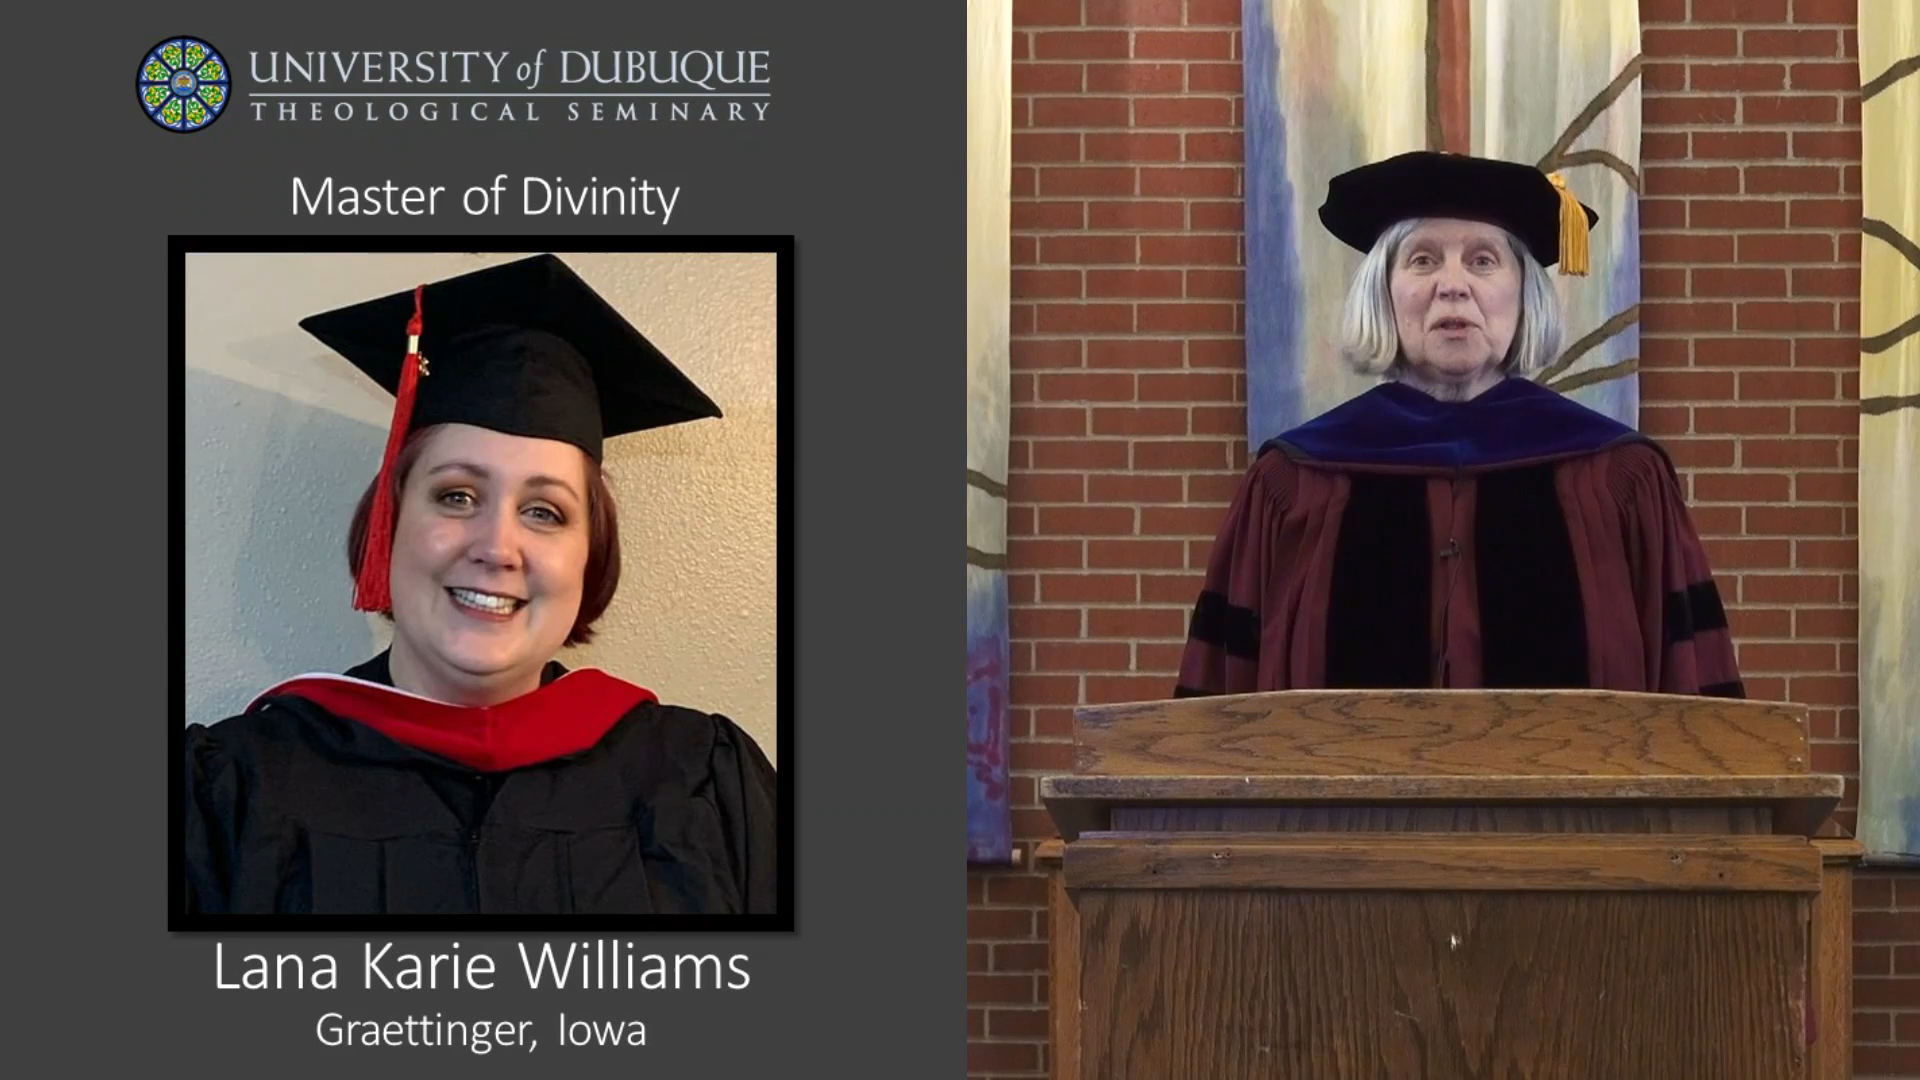 UNIVERSITY of DUBUQUE
THEOLOGICAL SEMINARY
Master of Divinity
Lana Karie Williams
Graettinger, Iowa